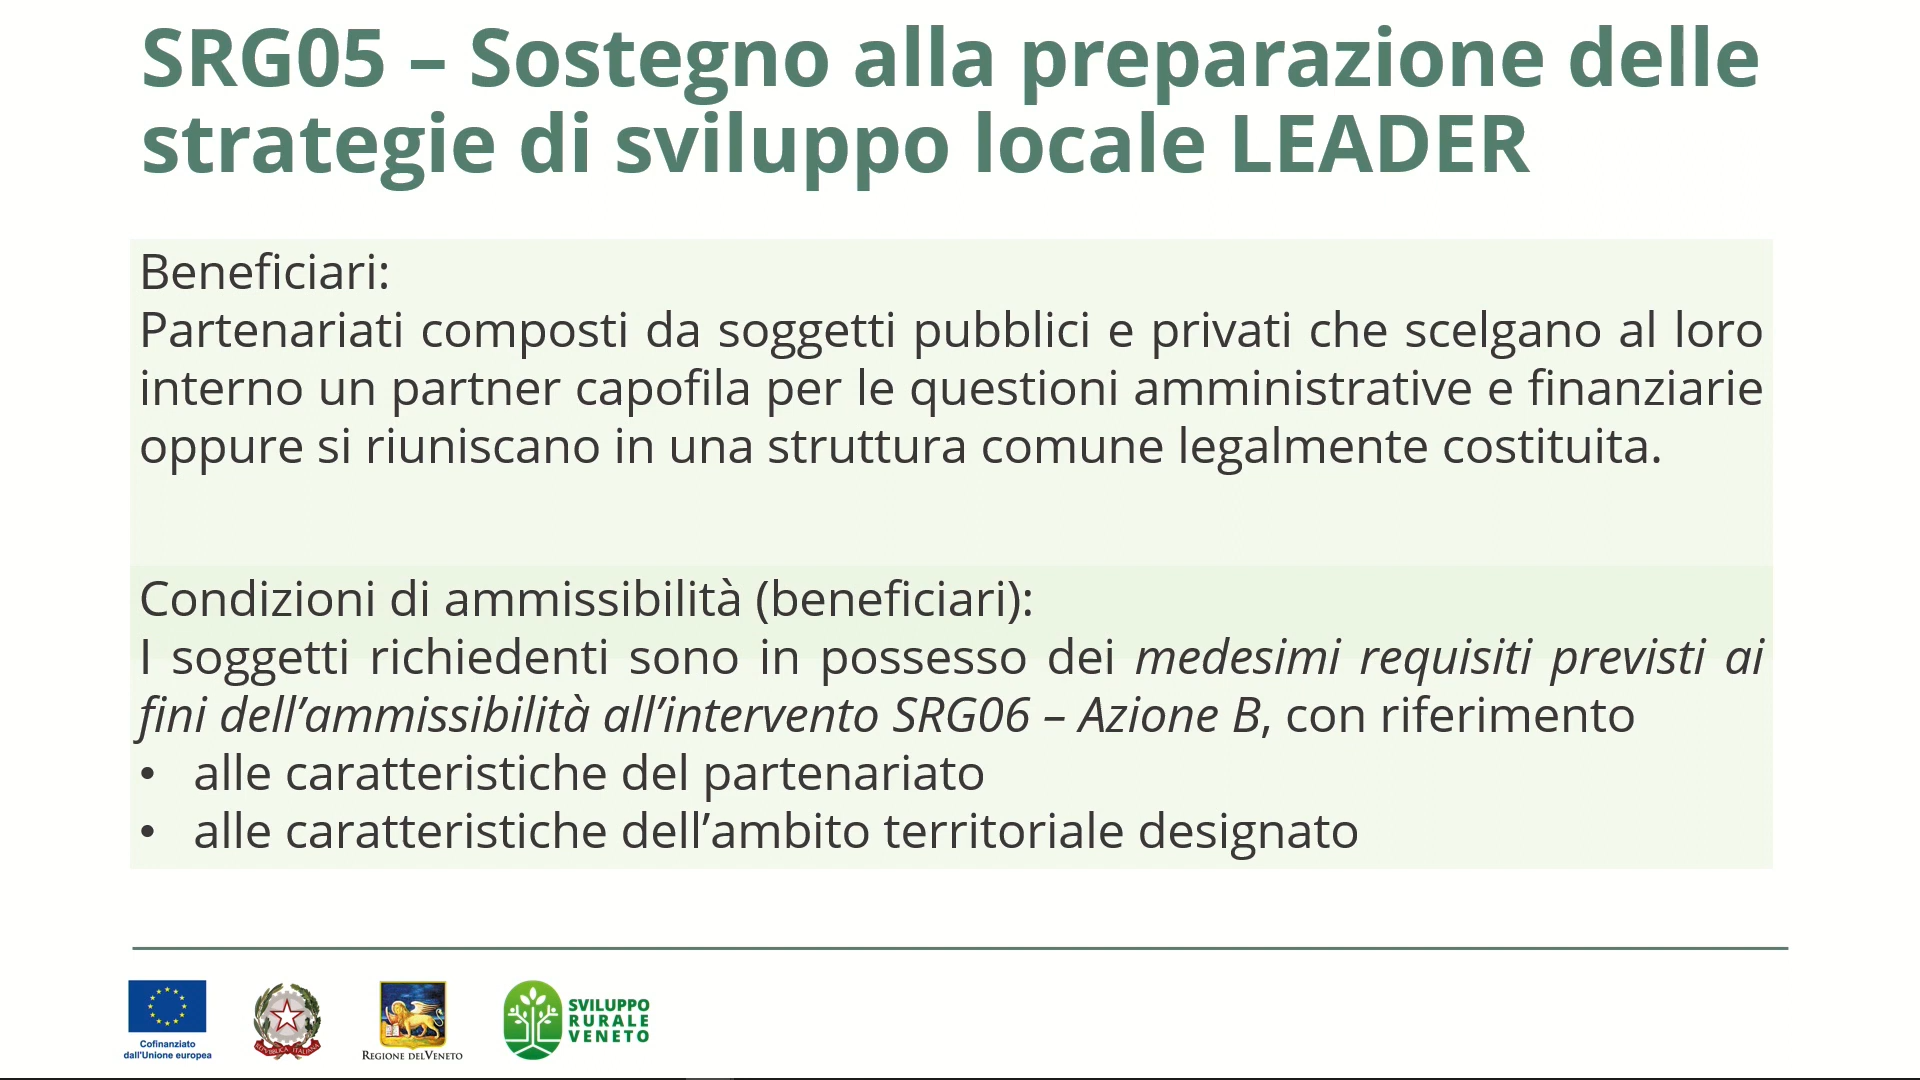 SRG05 – Sostegno alla preparazione delle
strategie di sviluppo locale LEADER
Beneficiari:
Partenariati composti da soggetti pubblici e privati che scelgano al loro
interno un partner capofila per le questioni amministrative e finanziarie
oppure si riuniscano in una struttura comune legalmente costituita.
Condizioni di ammissibilità (beneficiari):
I soggetti richiedenti sono in possesso dei medesimi requisiti previsti ai
fini dell’ammissibilità all’intervento SRG06 – Azione B, con riferimento
• alle caratteristiche del partenariato
• alle caratteristiche dell’ambito territoriale designato
Cofinanziato
dall'Unione europea
REPVBBLICA ITALIANA
REGIONE DEL VENETO
SVILUPPO
RURALE
VENETO